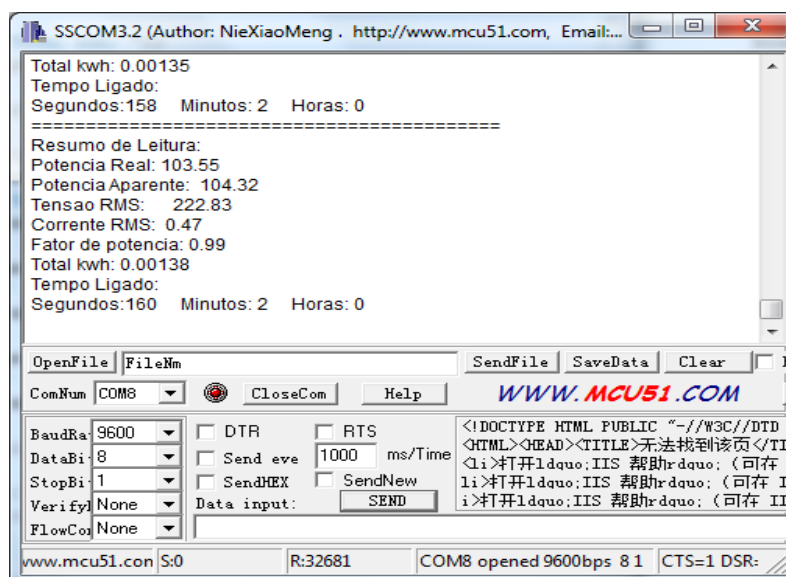 SSCOM3.2 (Author: NieXiaoMeng . http://www.mcu51.com, Email:...
Total kwh: 0.00135
Tempo Ligado:
Segundos:158 Minutos: 2 Horas: 0
===========================================
Resumo de Leitura:
Potencia Real: 103.55
Potencia Aparente: 104.32
Tensao RMS: 222.83
Corrente RMS: 0.47
Fator de potencia: 0.99
Total kwh: 0.00138
Tempo Ligado:
Segundos:160 Minutos: 2 Horas: 0
OpenFile FileNm SendFile SaveData Clear
ComNum COM8 CloseCom Help WWW.MCU51.COM
BaudRa 9600 DTR RTS
DataBi 8 Send eve 1000 ms/Time
StopBi 1 SendHEX SendNew
VerifyI None Data input: SEND
FlowCo None
<!DOCTYPE HTML PUBLIC "-//W3C//DTD
<HTML><HEAD><TITLE>无法找到该页</TI
<li>打开ldquo;IIS 帮助rdquo; (可在 I
li>打开ldquo;IIS 帮助rdquo; (可在 I
i>打开ldquo;IIS 帮助rdquo; (可在 II
www.mcu51.con S:0 R:32681 COM8 opened 9600bps 8 1 CTS=1 DSR=